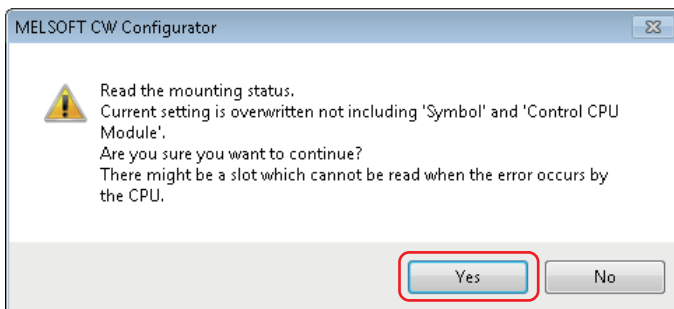 MELSOFT CW Configurator
Read the mounting status.
Current setting is overwritten not including 'Symbol' and 'Control CPU
Module'.
Are you sure you want to continue?
There might be a slot which cannot be read when the error occurs by
the CPU.
Yes
No